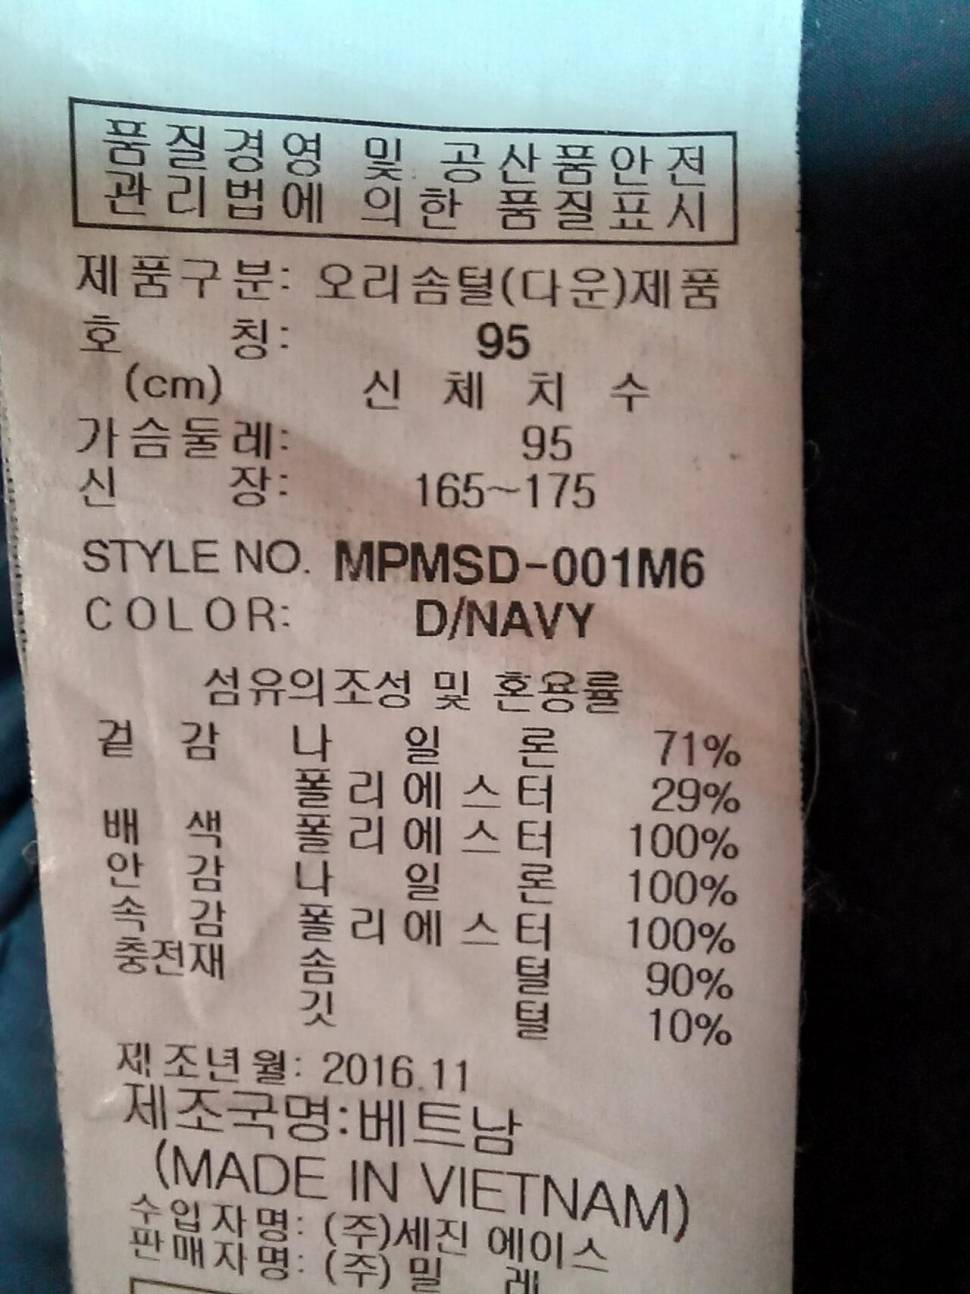 품질경영 및 공산품안전
관리법에 의한 품질표시
제품구분: 오리솜털(다운)제품
호 칭: 95
(cm) 신체치수
가슴둘레: 95
신 장: 165~175
STYLE NO. MPMSD-001M6
COLOR: D/NAVY
섬유의조성 및 혼용률
겉 감 나 일 론 71%
폴리에스터 29%
배 색 폴리에스터 100%
안 감 나 일 론 100%
속 감 폴리에스터 100%
충전재 솜 털 90%
깃 털 10%
제조년월: 2016.11
제조국명:베트남
(MADE IN VIETNAM)
수입자명: (주)세진 에이스
판매자명: (주) 밀 레